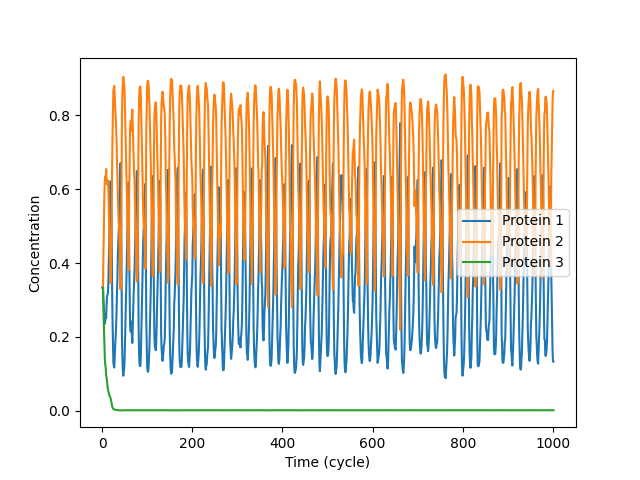 0.8
0.6
0.4
0.2
0.0
Concentration
Protein 1
Protein 2
Protein 3
0 200 400 600 800 1000
Time (cycle)